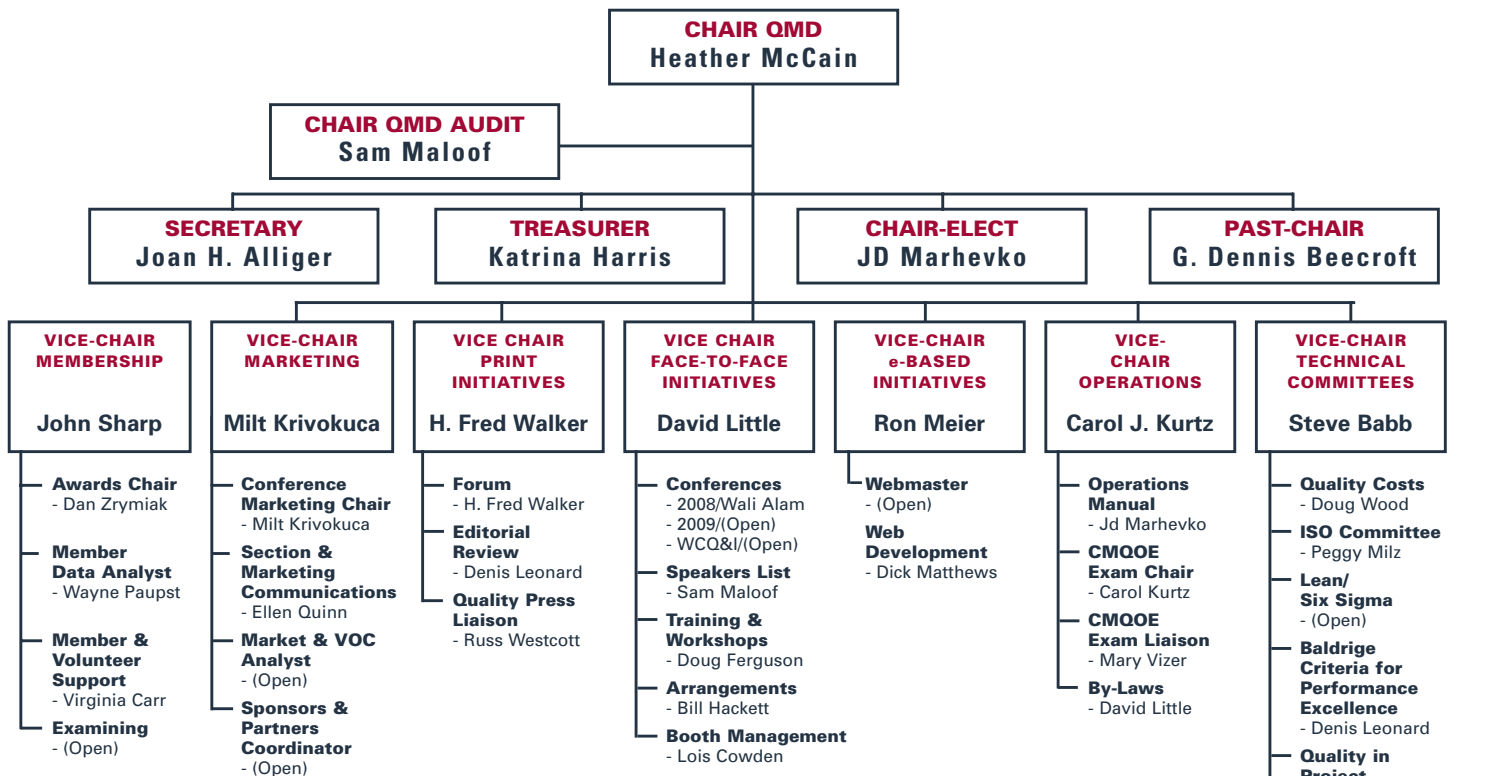 CHAIR QMD
Heather McCain
CHAIR QMD AUDIT
Sam Maloof
SECRETARY
Joan H. Alliger
TREASURER
Katrina Harris
CHAIR-ELECT
JD Marhevko
PAST-CHAIR
G. Dennis Beecroft
VICE-CHAIR
MEMBERSHIP
John Sharp
Awards Chair
- Dan Zrymiak
Member
Data Analyst
- Wayne Paupst
Member &
Volunteer
Support
- Virginia Carr
Examining
- (Open)
VICE-CHAIR
MARKETING
Milt Krivokuca
Conference
Marketing Chair
- Milt Krivokuca
Section &
Marketing
Communications
- Ellen Quinn
Market & VOC
Analyst
- (Open)
Sponsors &
Partners
Coordinator
- (Open)
VICE CHAIR
PRINT
INITIATIVES
H. Fred Walker
Forum
- H. Fred Walker
Editorial
Review
- Denis Leonard
Quality Press
Liaison
- Russ Westcott
VICE CHAIR
FACE-TO-FACE
INITIATIVES
David Little
Conferences
- 2008/Wali Alam
- 2009/(Open)
- WCQ&I/(Open)
Speakers List
- Sam Maloof
Training &
Workshops
- Doug Ferguson
Arrangements
- Bill Hackett
Booth Management
- Lois Cowden
VICE-CHAIR
e-BASED
INITIATIVES
Ron Meier
Webmaster
- (Open)
Web
Development
- Dick Matthews
VICE-
CHAIR
OPERATIONS
Carol J. Kurtz
Operations
Manual
- Jd Marhevko
CMQOE
Exam Chair
- Carol Kurtz
CMQOE
Exam Liaison
- Mary Vizer
By-Laws
- David Little
VICE-CHAIR
TECHNICAL
COMMITTEES
Steve Babb
Quality Costs
- Doug Wood
ISO Committee
- Peggy Milz
Lean/
Six Sigma
- (Open)
Baldrige
Criteria for
Performance
Excellence
- Denis Leonard
Quality in
Project